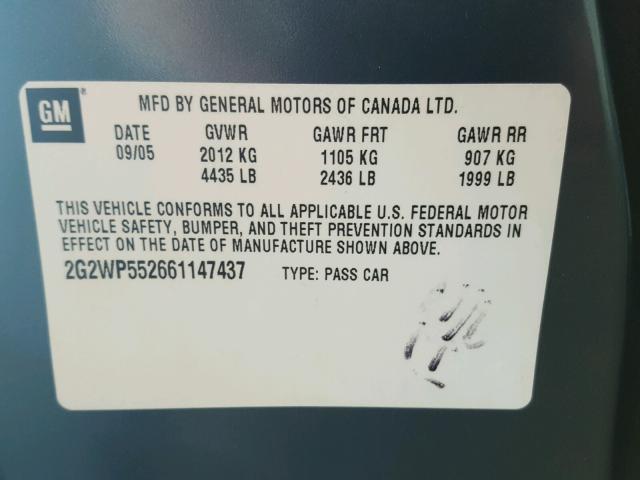 GM ® MFD BY GENERAL MOTORS OF CANADA LTD.
DATE GVWR GAWR FRT GAWR RR
09/05 2012 KG 1105 KG 907 KG
4435 LB 2436 LB 1999 LB
THIS VEHICLE CONFORMS TO ALL APPLICABLE U.S. FEDERAL MOTOR
VEHICLE SAFETY, BUMPER, AND THEFT PREVENTION STANDARDS IN
EFFECT ON THE DATE OF MANUFACTURE SHOWN ABOVE.
2G2WP552661147437 TYPE: PASS CAR